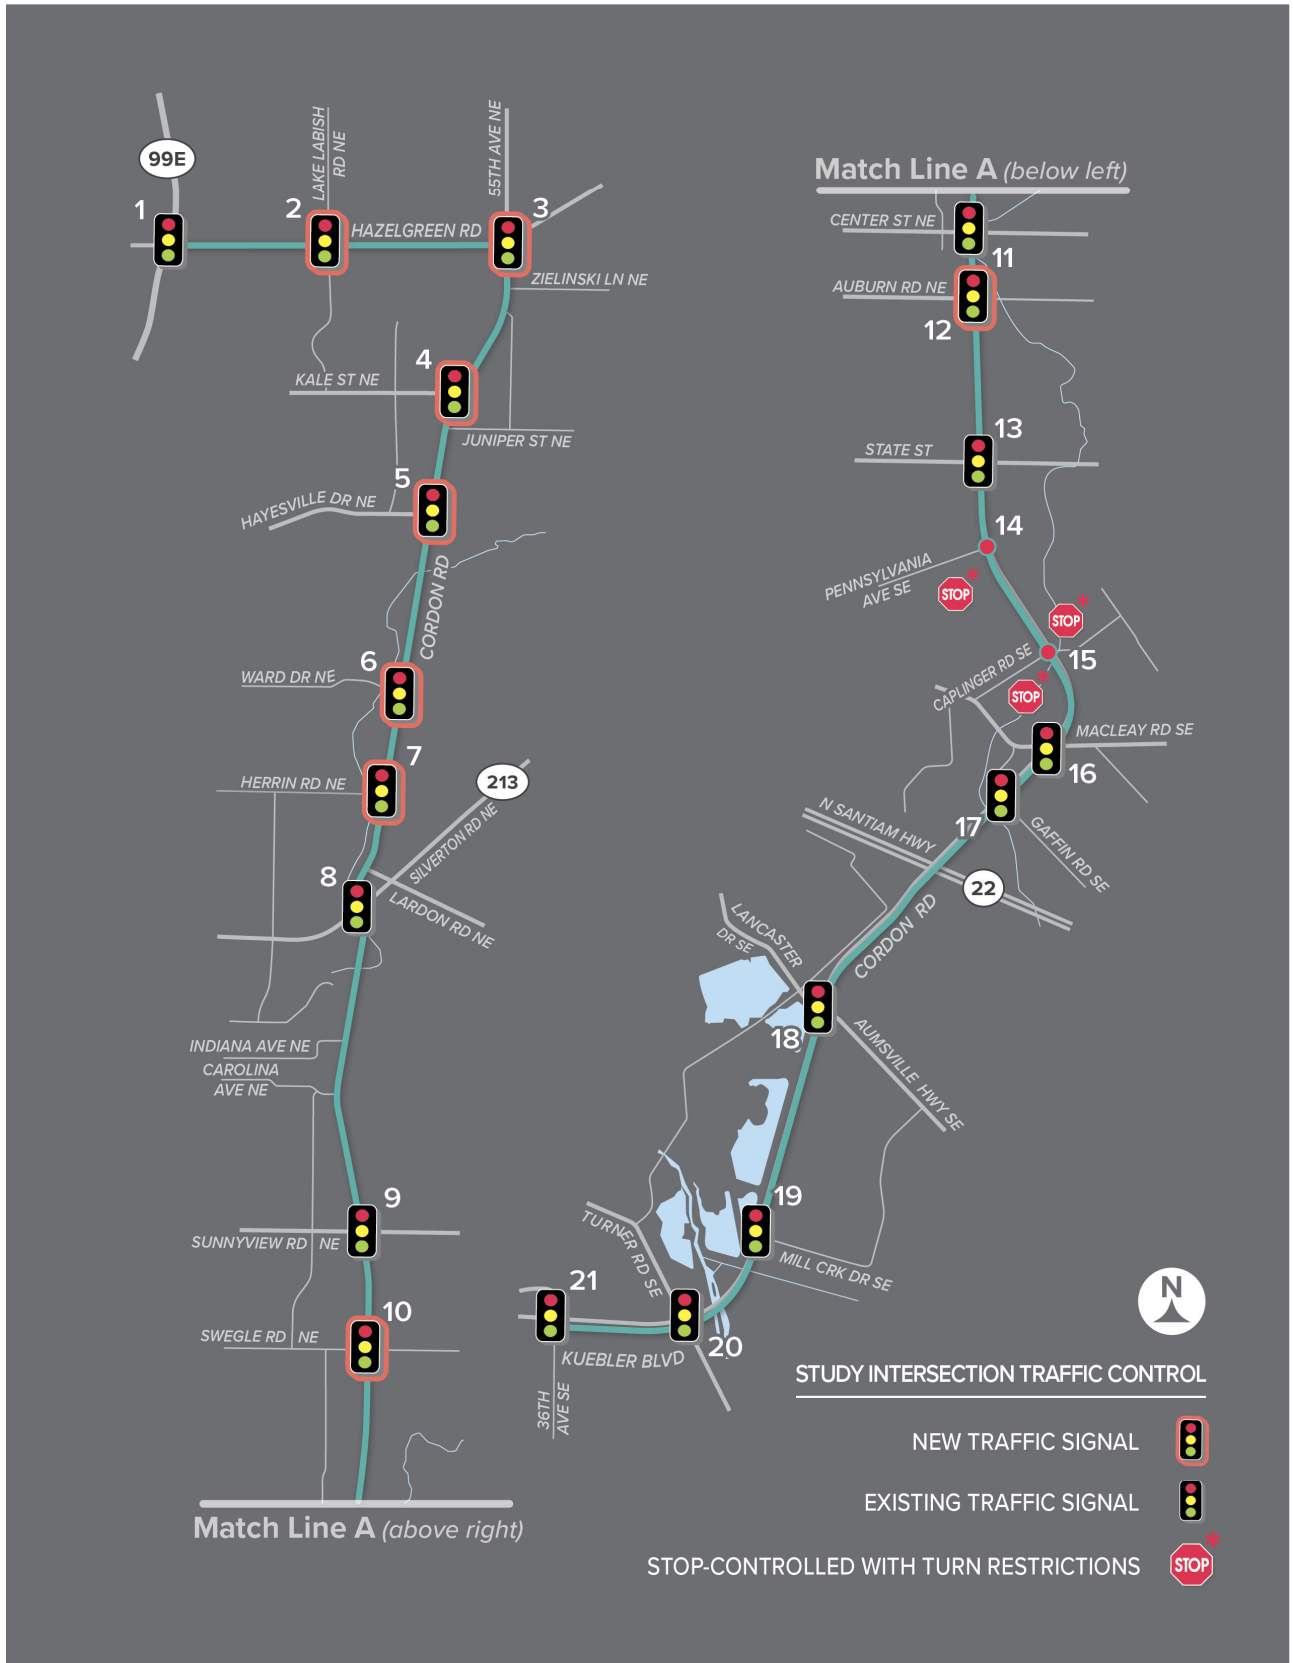 99E
LAKE LABISH
RD NE
55TH AVE NE
1
2
3
HAZELGREEN RD
ZIELINSKI LN NE
4
KALE ST NE
JUNIPER ST NE
5
HAYESVILLE DR NE
CORDON RD
6
WARD DR NE
7
HERRIN RD NE
213
SILVERTON RD NE
8
LARDON RD NE
INDIANA AVE NE
CAROLINA
AVE NE
9
SUNNYVIEW RD NE
10
SWEGLE RD NE
Match Line A (above right)
Match Line A (below left)
CENTER ST NE
11
AUBURN RD NE
12
13
STATE ST
14
PENNSYLVANIA
AVE SE
STOP*
STOP*
15
CAPLINGER RD SE
STOP*
MACLEAY RD SE
16
17
N SANTIAM HWY
GAFFIN RD SE
22
LANCASTER
DR SE
CORDON RD
18
AUMSVILLE HWY SE
19
TURNER RD SE
MILL CRK DR SE
21
20
KUEBLER BLVD
36TH
AVE SE
N
STUDY INTERSECTION TRAFFIC CONTROL
NEW TRAFFIC SIGNAL
EXISTING TRAFFIC SIGNAL
STOP-CONTROLLED WITH TURN RESTRICTIONS
STOP*